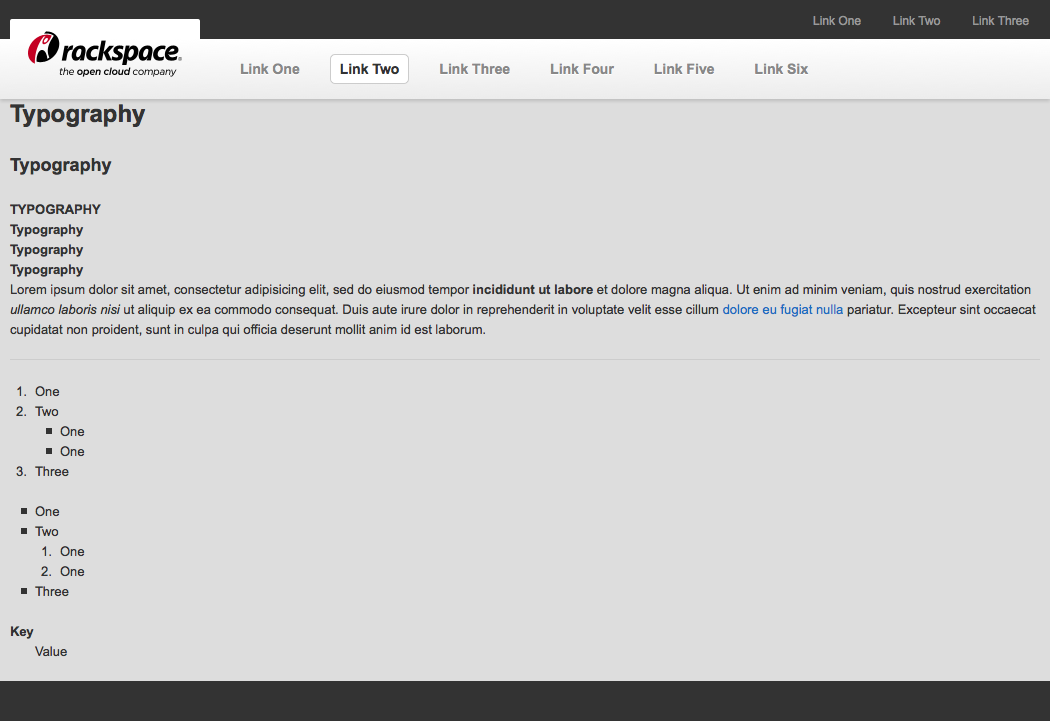 Link One Link Two Link Three
rackspace®
the open cloud company
Link One Link Two Link Three Link Four Link Five Link Six
Typography
Typography
TYPOGRAPHY
Typography
Typography
Typography
Lorem ipsum dolor sit amet, consectetur adipisicing elit, sed do eiusmod tempor incididunt ut labore et dolore magna aliqua. Ut enim ad minim veniam, quis nostrud exercitation
ullamco laboris nisi ut aliquip ex ea commodo consequat. Duis aute irure dolor in reprehenderit in voluptate velit esse cillum dolore eu fugiat nulla pariatur. Excepteur sint occaecat
cupidatat non proident, sunt in culpa qui officia deserunt mollit anim id est laborum.
1. One
2. Two
■ One
■ One
3. Three
■ One
■ Two
1. One
2. One
■ Three
Key
Value